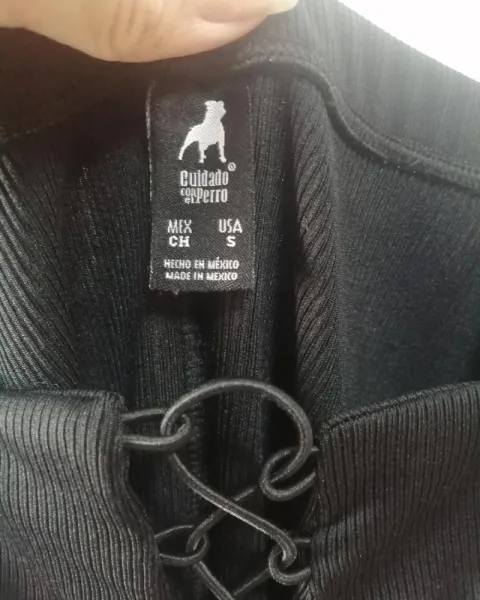 Cuidado
con el Perro®
MEX USA
CH S
HECHO EN MÉXICO
MADE IN MEXICO